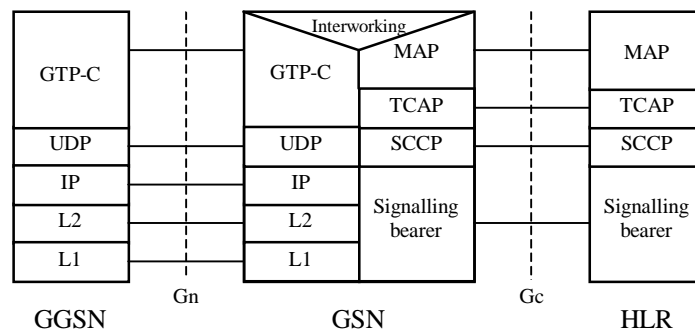 Interworking
GTP-C GTP-C MAP MAP
TCAP TCAP
UDP UDP SCCP SCCP
IP IP
L2 L2 Signalling bearer Signalling bearer
L1 L1
Gn Gc
GGSN GSN HLR